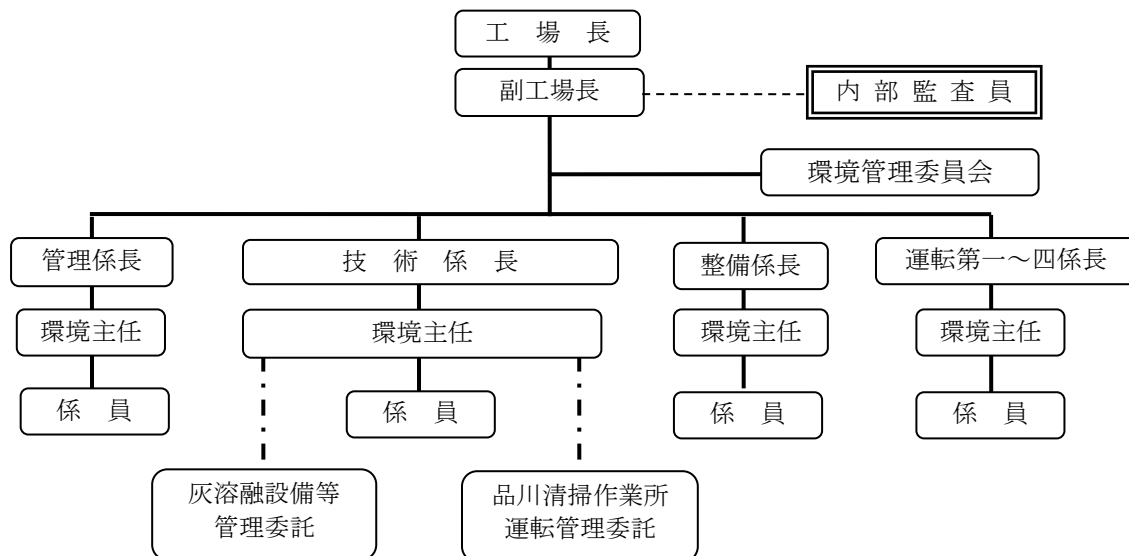 工 場 長
副工場長
内 部 監 査 員
環境管理委員会
管理係長
技 術 係 長
整備係長
運転第一～四係長
環境主任
環境主任
環境主任
環境主任
係 員
係 員
係 員
係 員
灰溶融設備等
管理委託
品川清掃作業所
運転管理委託